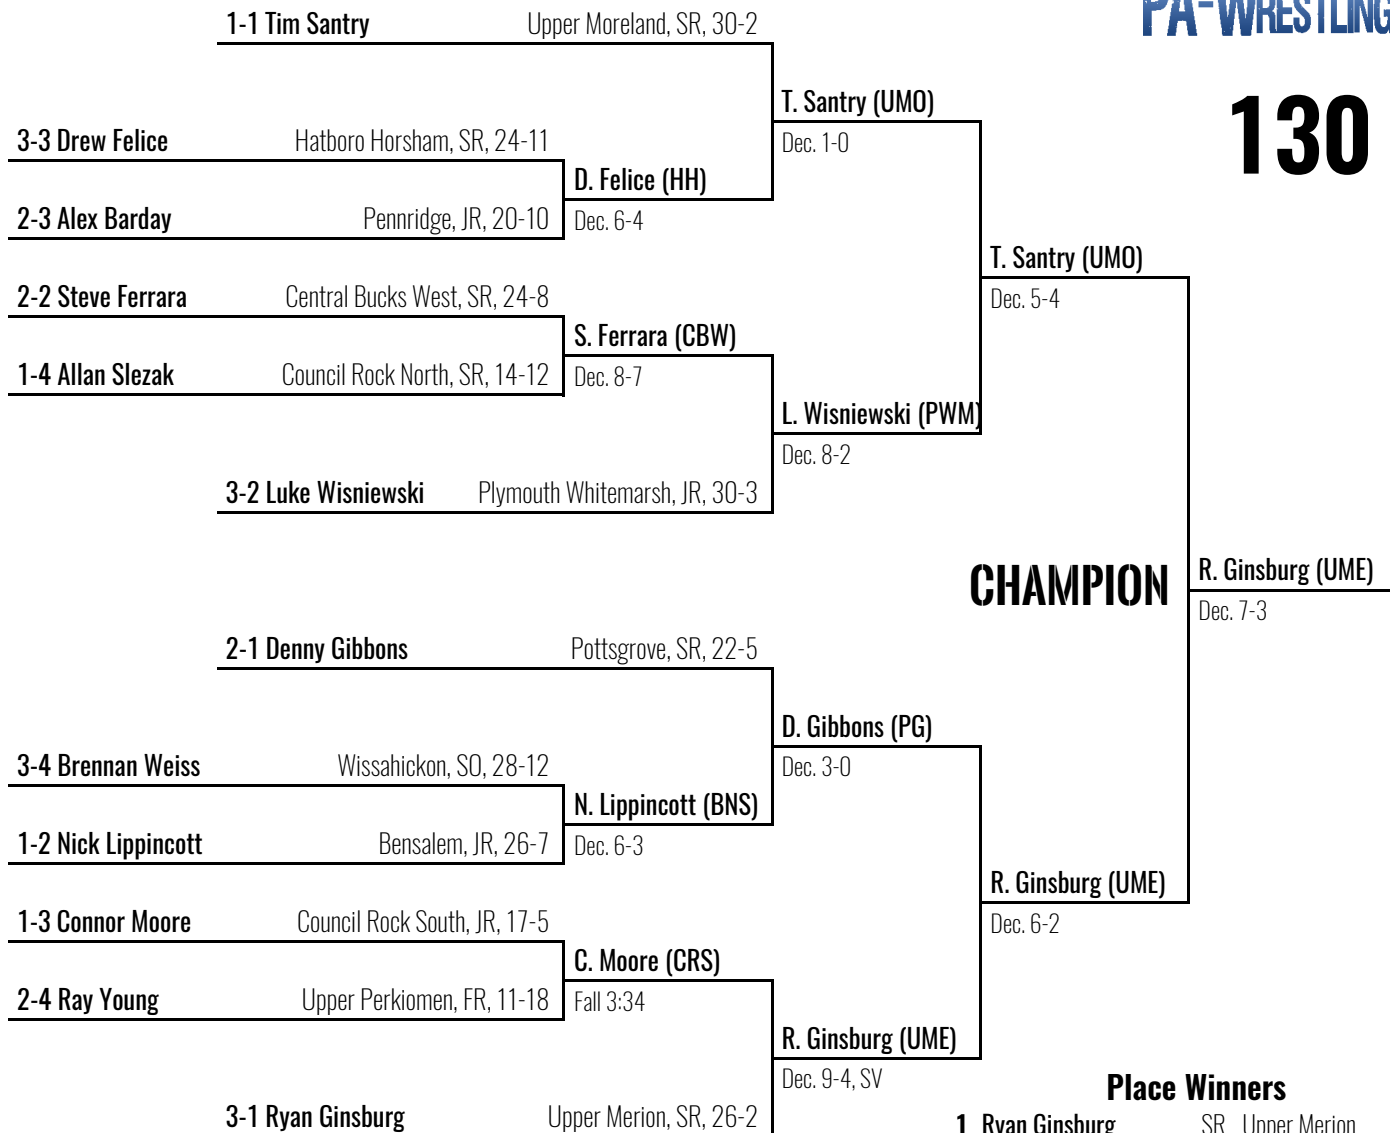 1-1 Tim Santry Upper Moreland, SR, 30-2
PA-WRESTLING
T. Santry (UMO)
130
3-3 Drew Felice Hatboro Horsham, SR, 24-11
Dec. 1-0
D. Felice (HH)
2-3 Alex Barday Pennridge, JR, 20-10
Dec. 6-4
T. Santry (UMO)
2-2 Steve Ferrara Central Bucks West, SR, 24-8
Dec. 5-4
S. Ferrara (CBW)
1-4 Allan Slezak Council Rock North, SR, 14-12
Dec. 8-7
L. Wisniewski (PWM)
Dec. 8-2
3-2 Luke Wisniewski Plymouth Whitemarsh, JR, 30-3
CHAMPION
R. Ginsburg (UME)
Dec. 7-3
2-1 Denny Gibbons Pottsgrove, SR, 22-5
D. Gibbons (PG)
3-4 Brennan Weiss Wissahickon, SO, 28-12
Dec. 3-0
N. Lippincott (BNS)
1-2 Nick Lippincott Bensalem, JR, 26-7
Dec. 6-3
R. Ginsburg (UME)
1-3 Connor Moore Council Rock South, JR, 17-5
Dec. 6-2
C. Moore (CRS)
2-4 Ray Young Upper Perkiomen, FR, 11-18
Fall 3:34
R. Ginsburg (UME)
Dec. 9-4, SV
Place Winners
3-1 Ryan Ginsburg Upper Merion, SR, 26-2
1 Ryan Ginsburg SR Upper Merion